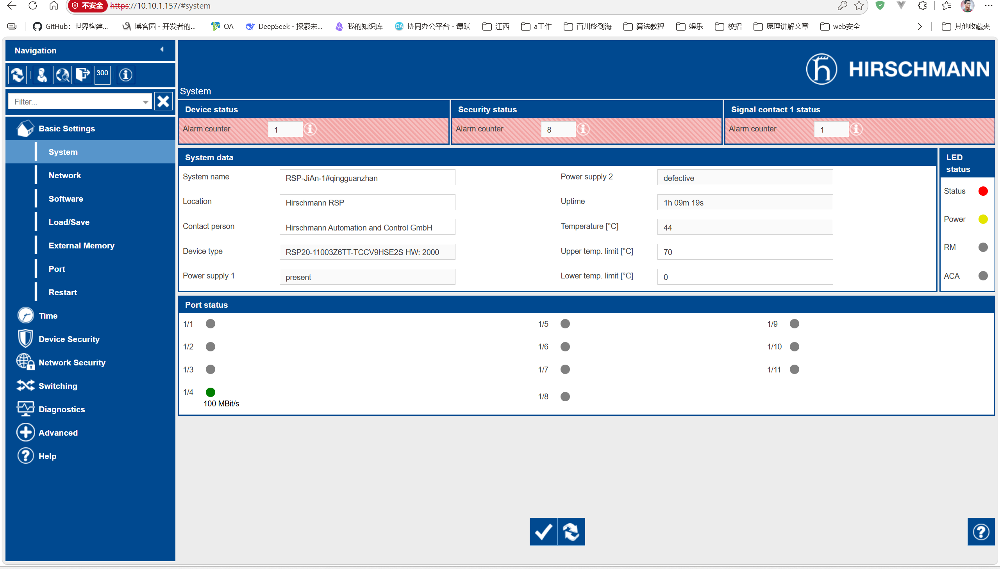 不安全 https://10.10.1.157/#system
GitHub：世界构建... 博客园 - 开发者的... OA DeepSeek - 探索未... 我的知识库 OA 协同办公平台 - 谭跃 江西 a工作 百川终到海 算法教程 娱乐 校招 原理讲解文章 web安全 其他收藏夹
Navigation
300
Filter...
Basic Settings
System
Network
Software
Load/Save
External Memory
Port
Restart
Time
Device Security
Network Security
Switching
Diagnostics
Advanced
Help
HIRSCHMANN
System
Device status Security status Signal contact 1 status
Alarm counter 1 Alarm counter 8 Alarm counter 1
System data
System name RSP-JiAn-1#qingguanzhan Power supply 2 defective
Location Hirschmann RSP Uptime 1h 09m 19s
Contact person Hirschmann Automation and Control GmbH Temperature [°C] 44
Device type RSP20-11003Z6TT-TCCV9HSE2S HW: 2000 Upper temp. limit [°C] 70
Power supply 1 present Lower temp. limit [°C] 0
LED
status
Status
Power
RM
ACA
Port status
1/1 1/5 1/9
1/2 1/6 1/10
1/3 1/7 1/11
1/4 1/8
100 MBit/s